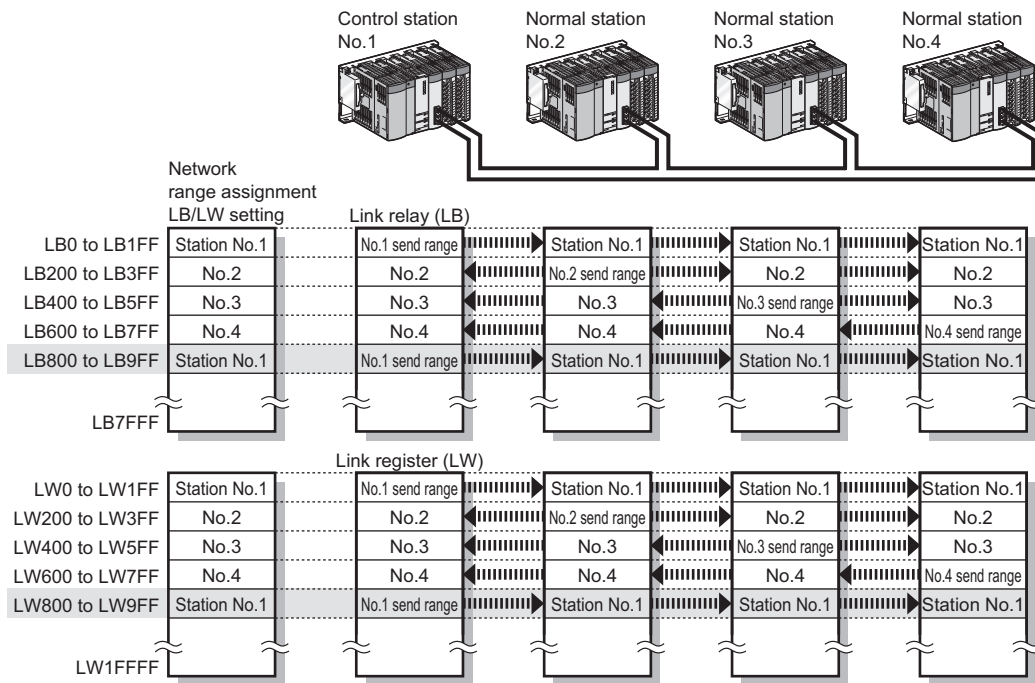 Control station Normal station Normal station Normal station
No.1 No.2 No.3 No.4
Network
range assignment
LB/LW setting Link relay (LB)
LB0 to LB1FF Station No.1 No.1 send range Station No.1 Station No.1 Station No.1
LB200 to LB3FF No.2 No.2 No.2 send range No.2 No.2
LB400 to LB5FF No.3 No.3 No.3 No.3 send range No.3
LB600 to LB7FF No.4 No.4 No.4 No.4 No.4 send range
LB800 to LB9FF Station No.1 No.1 send range Station No.1 Station No.1 Station No.1
LB7FFF
Link register (LW)
LW0 to LW1FF Station No.1 No.1 send range Station No.1 Station No.1 Station No.1
LW200 to LW3FF No.2 No.2 No.2 send range No.2 No.2
LW400 to LW5FF No.3 No.3 No.3 No.3 send range No.3
LW600 to LW7FF No.4 No.4 No.4 No.4 No.4 send range
LW800 to LW9FF Station No.1 No.1 send range Station No.1 Station No.1 Station No.1
LW1FFFF